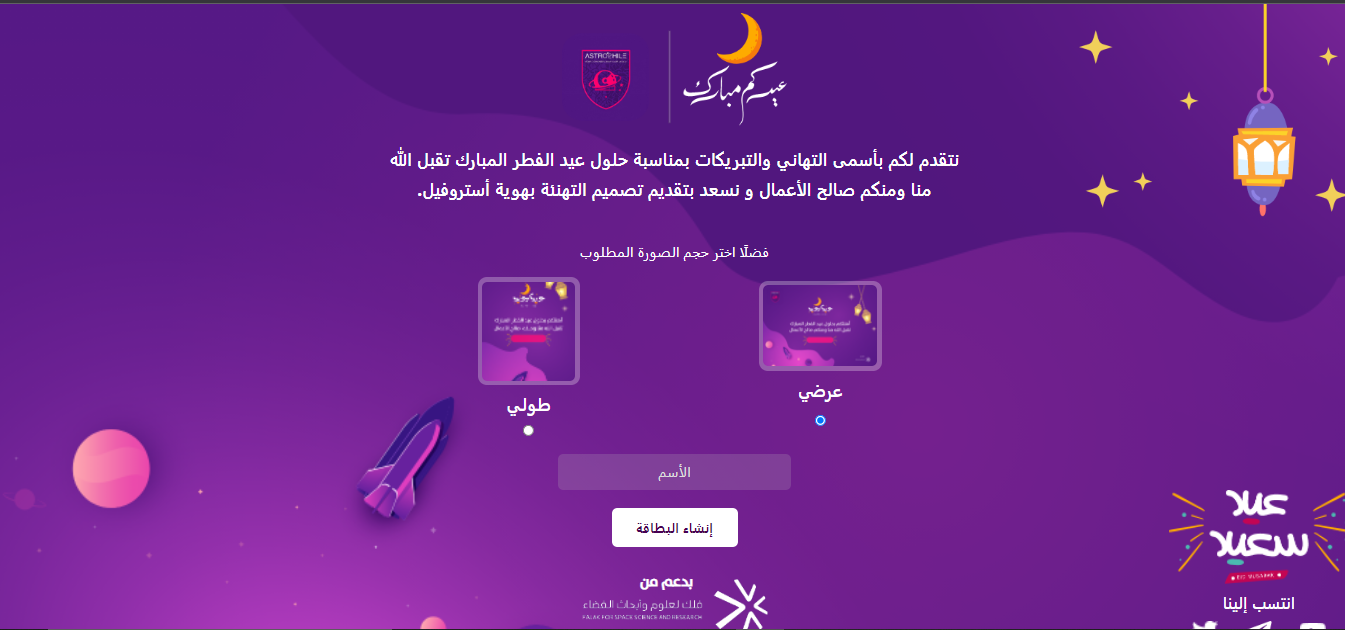 ASTROPHILE
عيدكم مبارك
نتقدم لكم بأسمى التهاني والتبريكات بمناسبة حلول عيد الفطر المبارك تقبل الله
منا ومنكم صالح الأعمال و نسعد بتقديم تصميم التهنئة بهوية أستروفيل.
فضلًا اختر حجم الصورة المطلوب
عرضي
طولي
الأسم
إنشاء البطاقة
بدعم من
فلك لعلوم وأبحاث الفضاء
FALAK FOR SPACE SCIENCE AND RESEARCH
عيد
سعيد
EID MUBARAK
انتسب إلينا